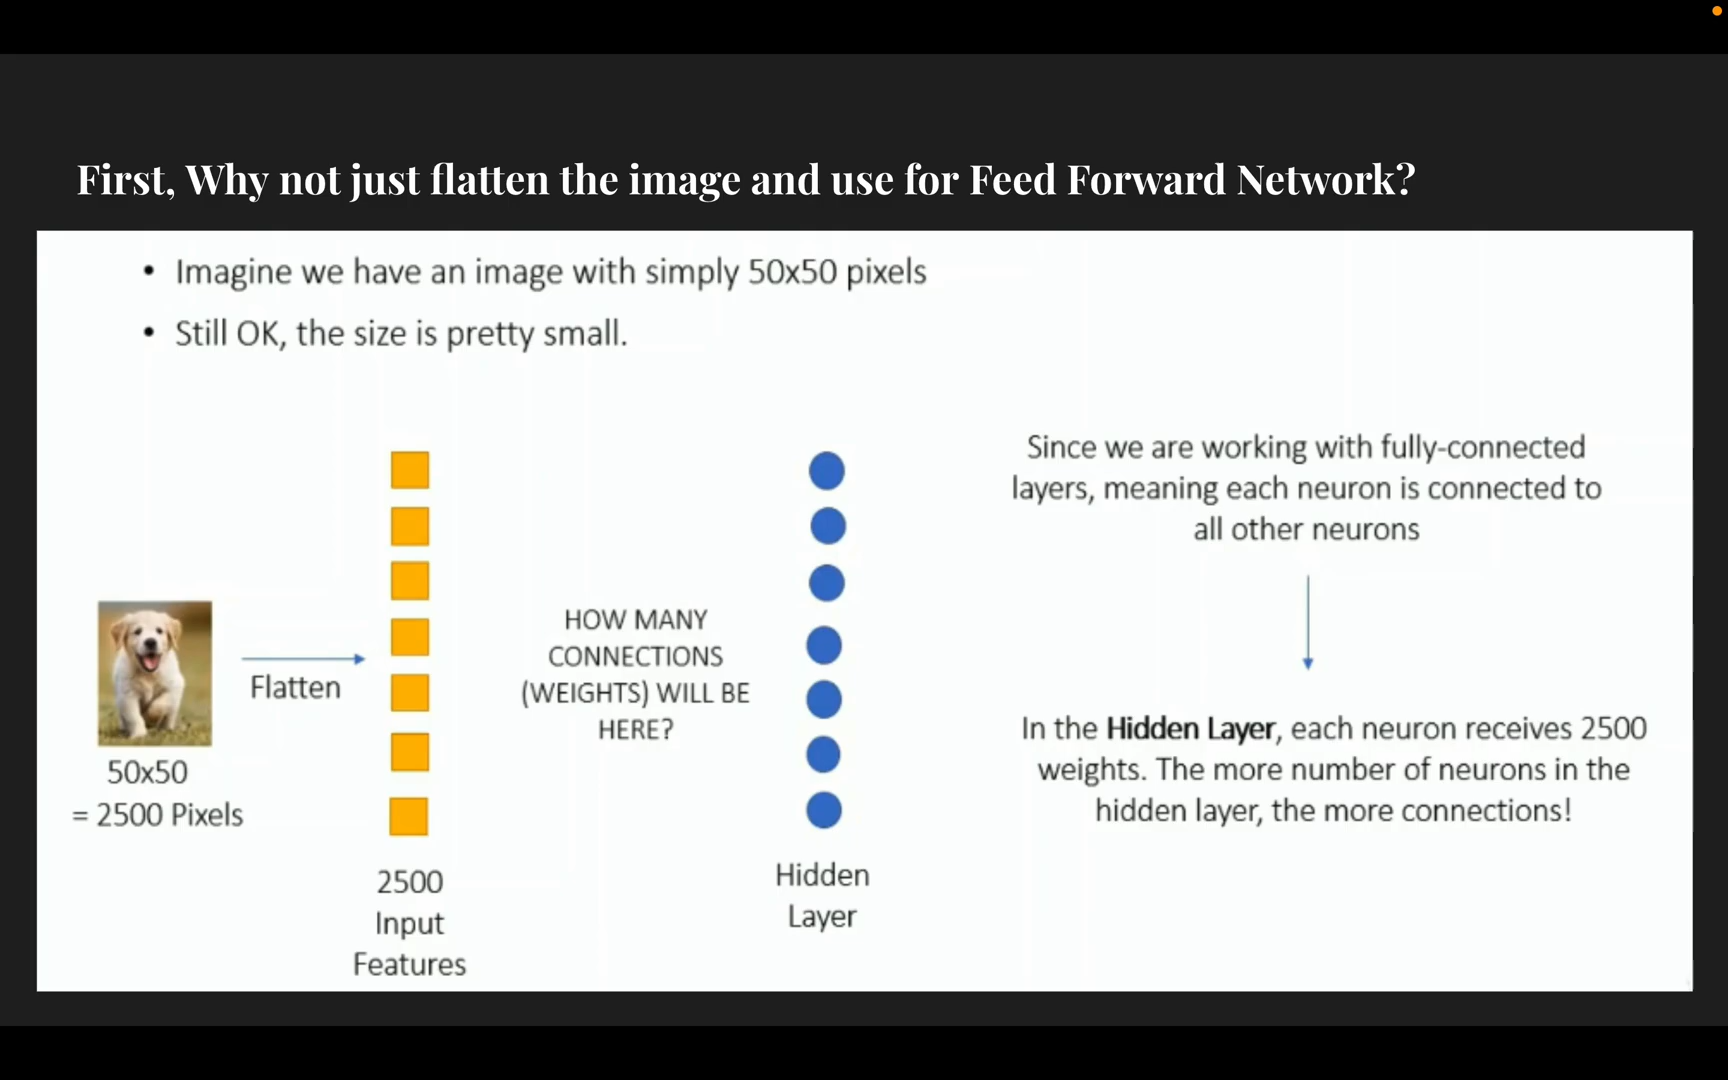 First, Why not just flatten the image and use for Feed Forward Network?
• Imagine we have an image with simply 50x50 pixels
• Still OK, the size is pretty small.
Since we are working with fully-connected
layers, meaning each neuron is connected to
all other neurons
HOW MANY
CONNECTIONS
(WEIGHTS) WILL BE
HERE?
Flatten
In the Hidden Layer, each neuron receives 2500
weights. The more number of neurons in the
hidden layer, the more connections!
50x50
= 2500 Pixels
2500
Input
Features
Hidden
Layer